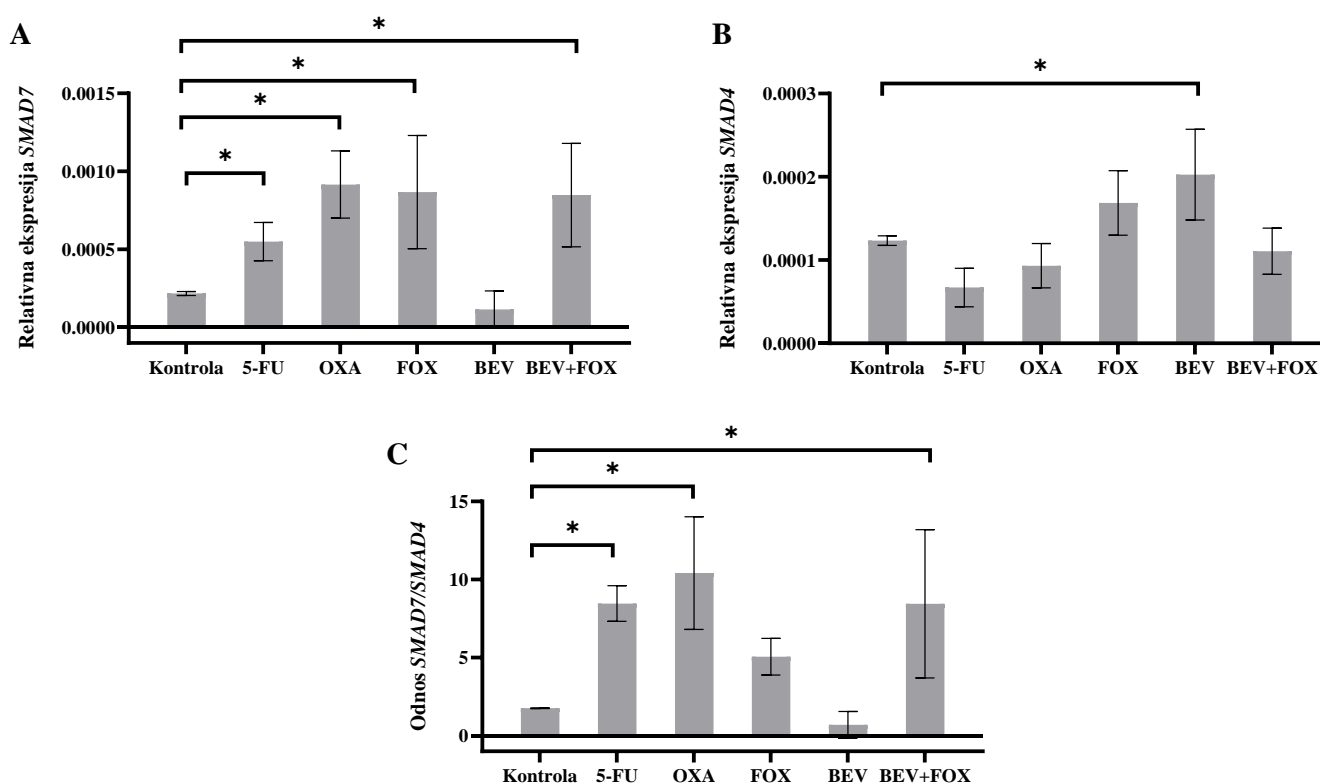 A
*
*
*
*
Relativna ekspresija SMAD7
0.0015
0.0010
0.0005
0.0000
Kontrola 5-FU OXA FOX BEV BEV+FOX
B
*
Relativna ekspresija SMAD4
0.0003
0.0002
0.0001
0.0000
Kontrola 5-FU OXA FOX BEV BEV+FOX
C
*
*
*
Odnos SMAD7/SMAD4
15
10
5
0
Kontrola 5-FU OXA FOX BEV BEV+FOX